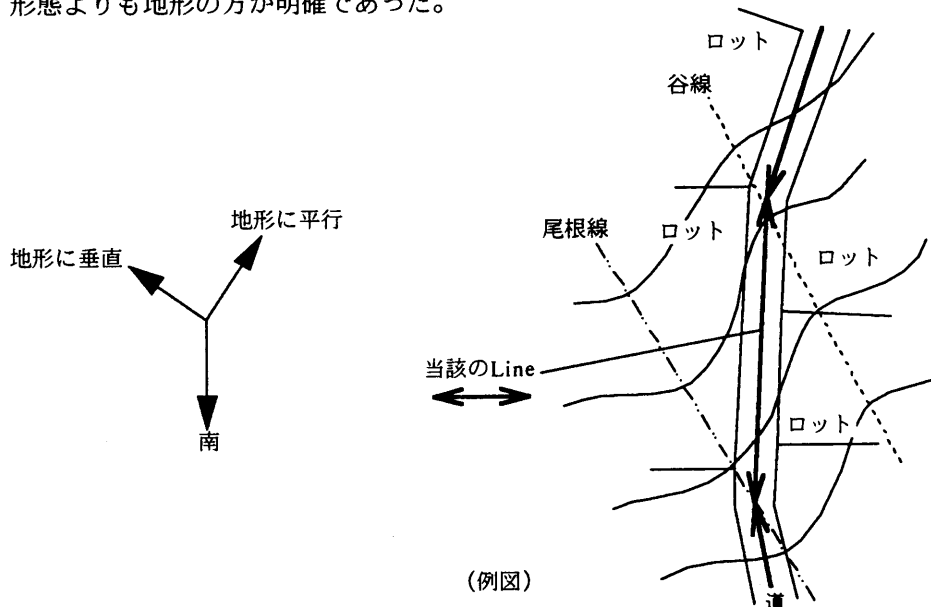 形態よりも地形の方が明確であった。
ロット
谷線
地形に平行
尾根線
ロット
地形に垂直
ロット
当該のLine
ロット
南
(例図)
道